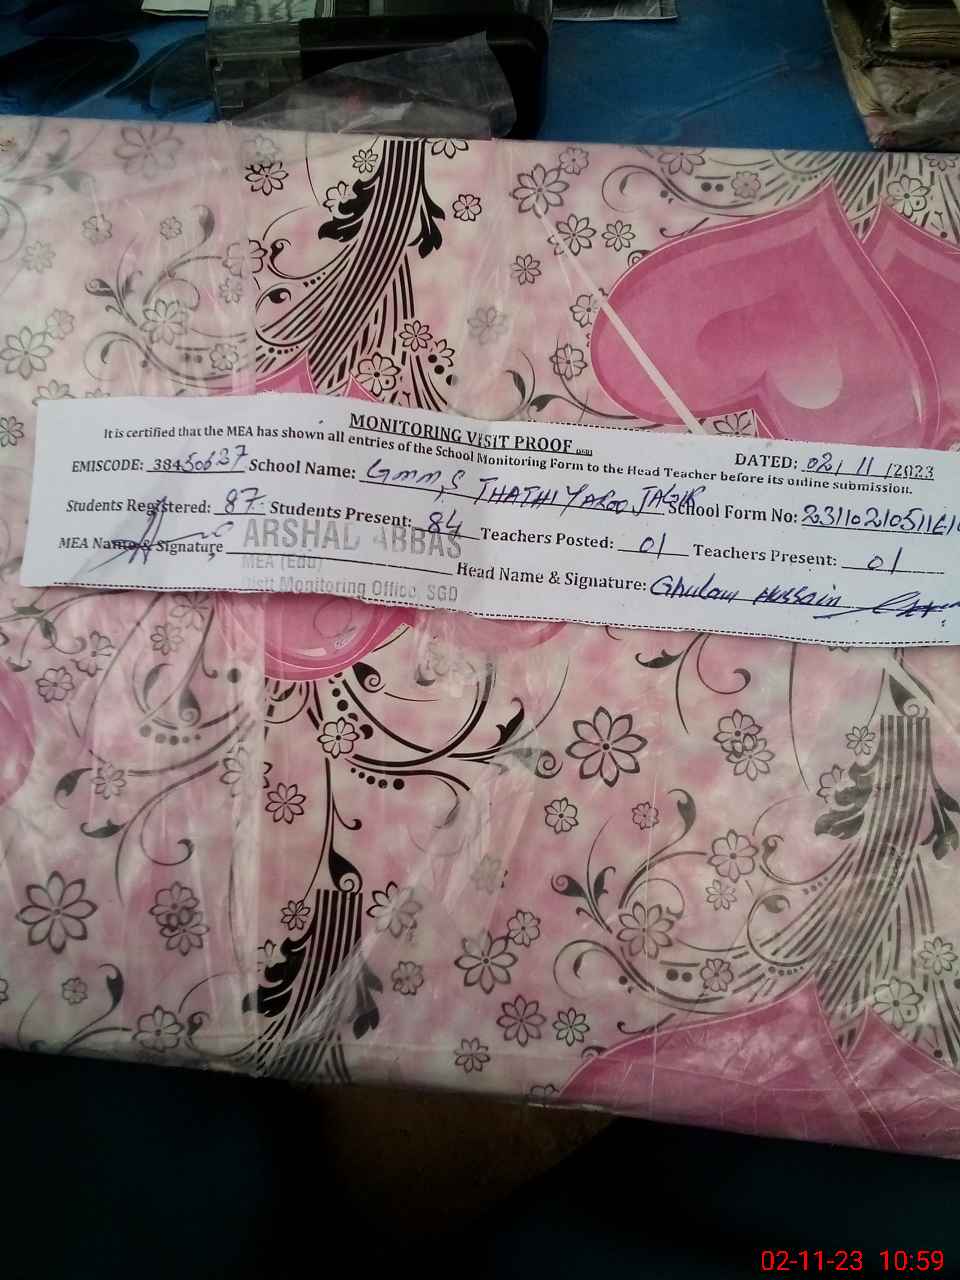 MONITORING VISIT PROOF
DATED: 02/11/2023
It is certified that the MEA has shown all entries of the School Monitoring Form to the Head Teacher before its online submission.
EMISCODE: 38450637 School Name: GMMS THATHI YAROO School Form No:
Students Registered: 87 Students Present: 84 Teachers Posted: 01 Teachers Present: 01
MEA Name & Signature Head Name & Signature: Ghulam Hussain
ARSHAD ABBAS
MEA (Edu)
Distt Monitoring Office, SGD
02-11-23 10:59